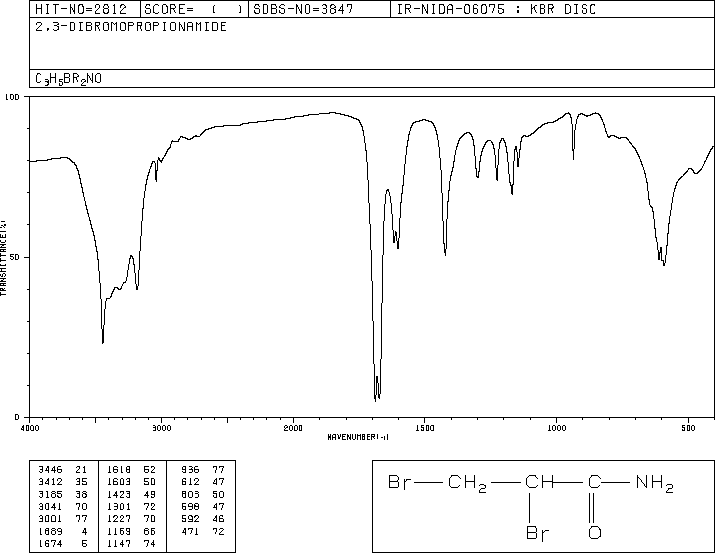 HIT-NO=2812 SCORE= ( ) SDBS-NO=3847 IR-NIDA-06075 : KBR DISC
2,3-DIBROMOPROPIONAMIDE
C3H5BR2NO
100
50
0
TRANSMITTANCE(%)
4000 3000 2000 1500 1000 500
WAVENUMBER(-1)
3446 21 1618 52 936 77
3412 35 1603 50 612 47
3185 38 1423 49 603 50
3041 70 1301 72 598 47
3001 77 1227 70 592 46
1689 4 1169 66 471 72
1674 5 1147 74
Br CH2 CH C NH2
Br O